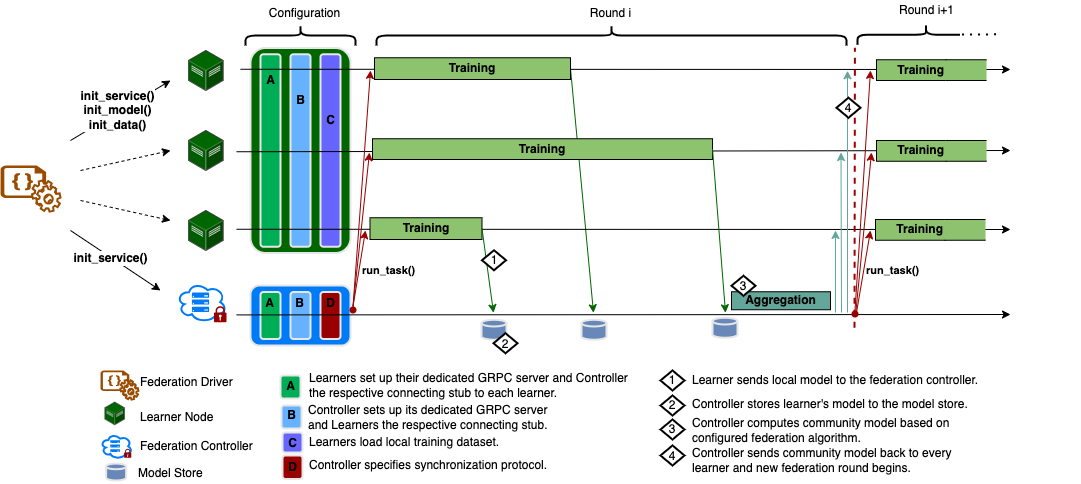 Configuration
Round i
Round i+1
A
B
C
Training
Training
init_service()
init_model()
init_data()
4
Training
Training
{ }
Training
Training
init_service()
1
run_task()
run_task()
A
B
D
3
Aggregation
2
{ } Federation Driver
Learner Node
Federation Controller
Model Store
A Learners set up their dedicated GRPC server and Controller
the respective connecting stub to each learner.
B Controller sets up its dedicated GRPC server
and Learners the respective connecting stub.
C Learners load local training dataset.
D Controller specifies synchronization protocol.
1 Learner sends local model to the federation controller.
2 Controller stores learner's model to the model store.
3 Controller computes community model based on
configured federation algorithm.
4 Controller sends community model back to every
learner and new federation round begins.